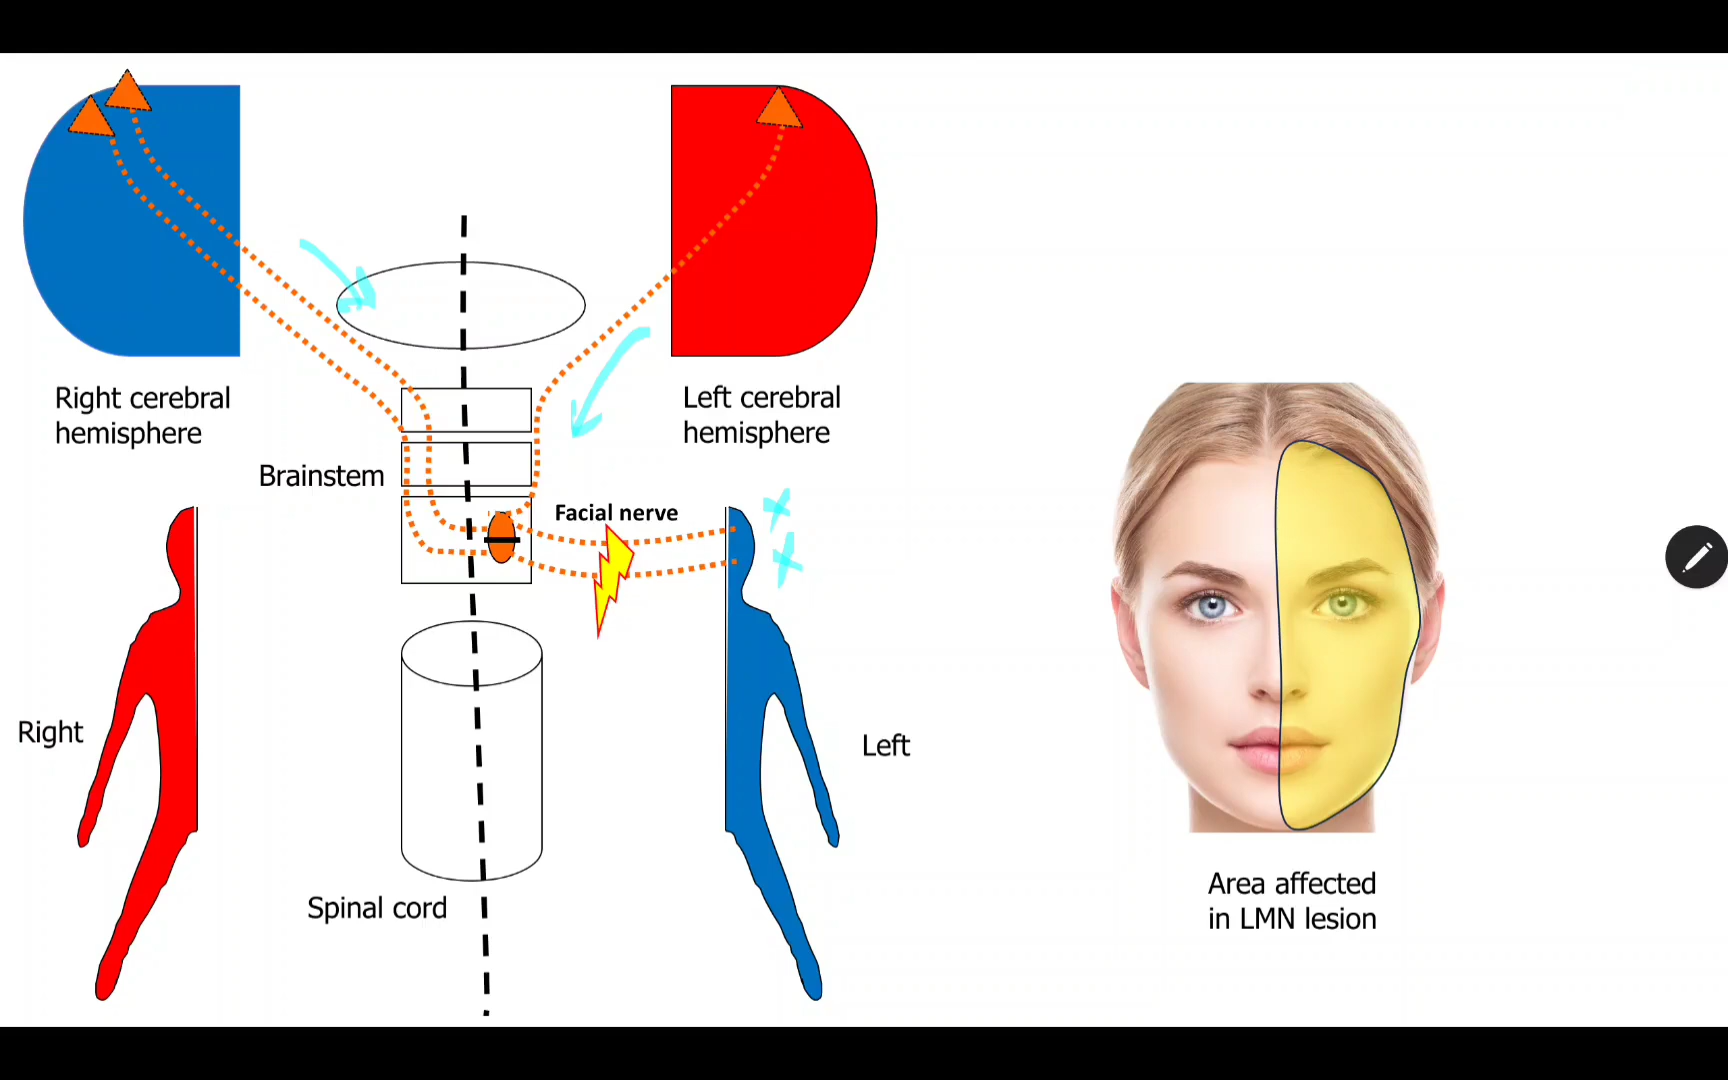 Right cerebral
hemisphere
Left cerebral
hemisphere
Brainstem
Facial nerve
Right
Left
Spinal cord
Area affected
in LMN lesion